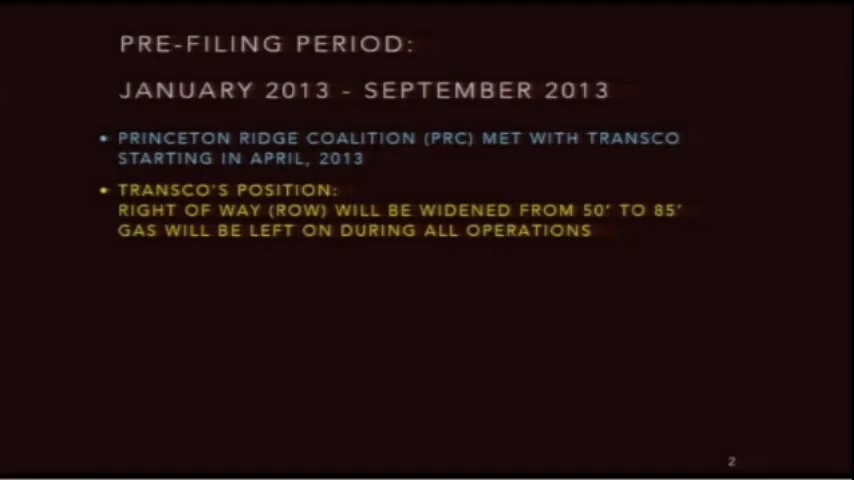 PRE-FILING PERIOD:
JANUARY 2013 - SEPTEMBER 2013
• PRINCETON RIDGE COALITION (PRC) MET WITH TRANSCO
STARTING IN APRIL, 2013
• TRANSCO'S POSITION:
RIGHT OF WAY (ROW) WILL BE WIDENED FROM 50' TO 85'
GAS WILL BE LEFT ON DURING ALL OPERATIONS
2